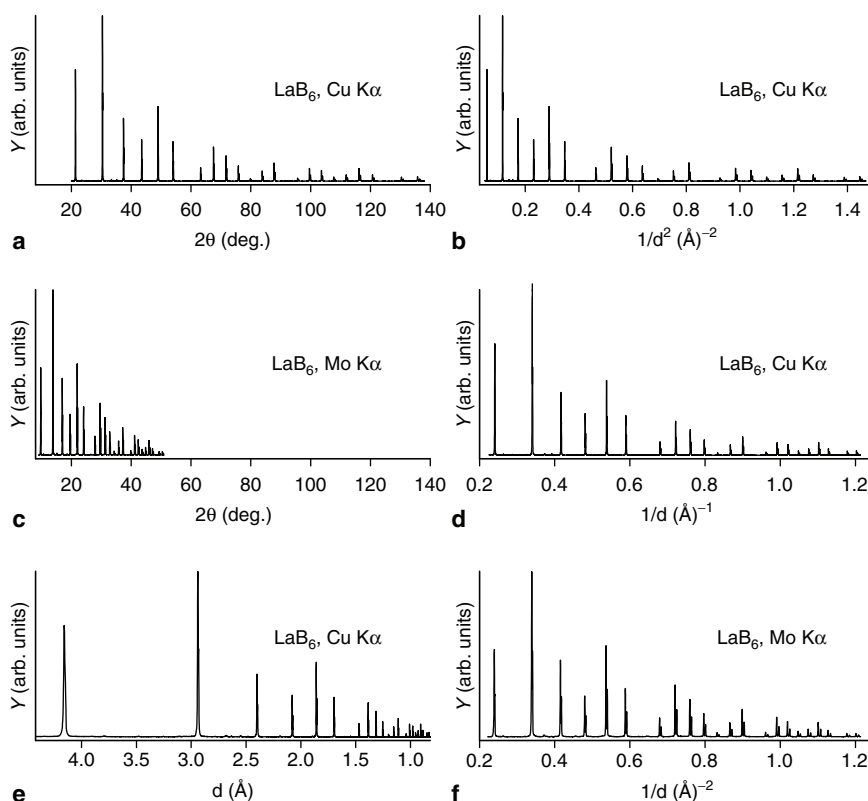 Y (arb. units)
LaB₆, Cu Kα
20 40 60 80 100 120 140
2θ (deg.)
a
Y (arb. units)
LaB₆, Cu Kα
0.2 0.4 0.6 0.8 1.0 1.2 1.4
1/d² (Å)⁻²
b
Y (arb. units)
LaB₆, Mo Kα
20 40 60 80 100 120 140
2θ (deg.)
c
Y (arb. units)
LaB₆, Cu Kα
0.2 0.4 0.6 0.8 1.0 1.2
1/d (Å)⁻¹
d
Y (arb. units)
LaB₆, Cu Kα
4.0 3.5 3.0 2.5 2.0 1.5 1.0
d (Å)
e
Y (arb. units)
LaB₆, Mo Kα
0.2 0.4 0.6 0.8 1.0 1.2
1/d (Å)⁻²
f